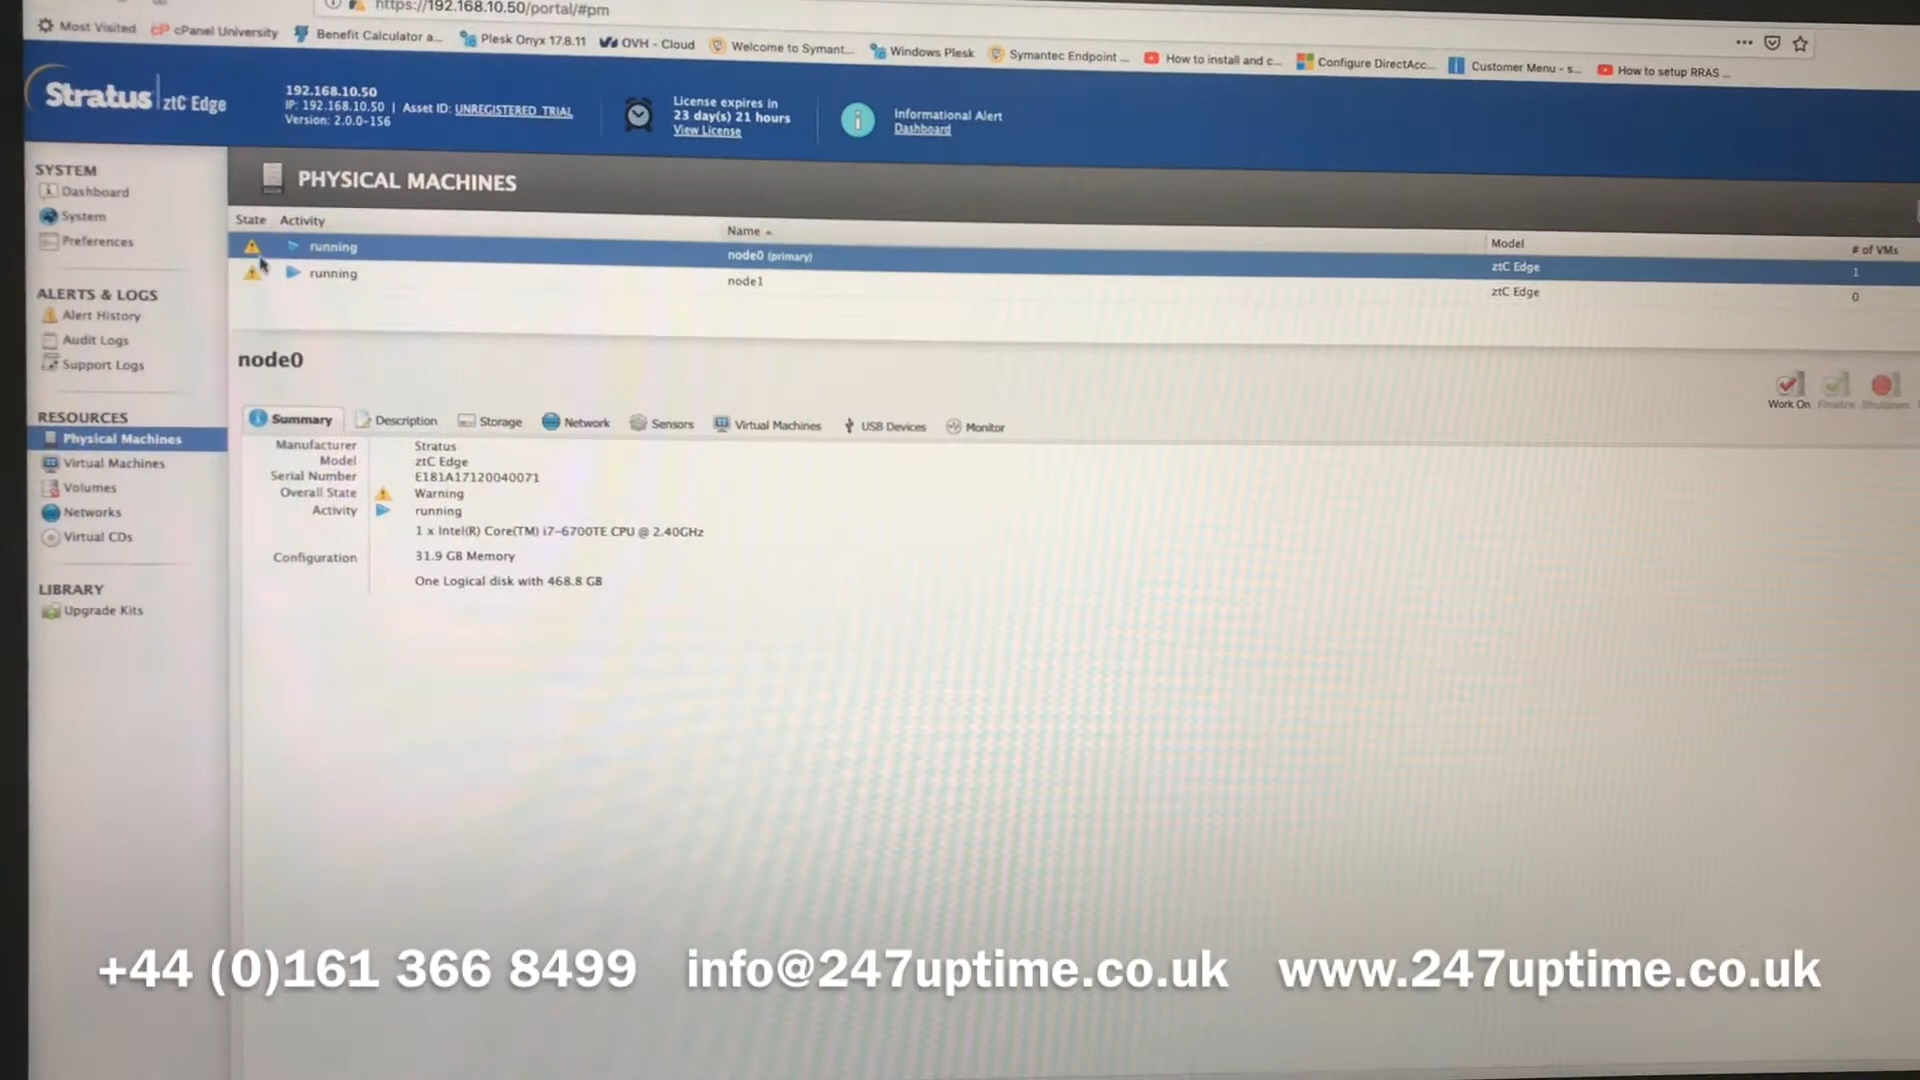 https://192.168.10.50/portal/#pm
Most Visited cPanel University Benefit Calculator a... Plesk Onyx 17.8.11 OVH - Cloud Welcome to Symant... Windows Plesk Symantec Endpoint ... How to install and c... Configure DirectAcc... Customer Menu - s... How to setup RRAS ...
Stratus ztC Edge
192.168.10.50
IP: 192.168.10.50 | Asset ID: UNREGISTERED_TRIAL
Version: 2.0.0-156
License expires in
23 day(s) 21 hours
View License
Informational Alert
Dashboard
SYSTEM
Dashboard
System
Preferences
ALERTS & LOGS
Alert History
Audit Logs
Support Logs
RESOURCES
Physical Machines
Virtual Machines
Volumes
Networks
Virtual CDs
LIBRARY
Upgrade Kits
PHYSICAL MACHINES
State Activity Name Model # of VMs
running node0 (primary) ztC Edge 1
running node1 ztC Edge 0
node0
Work On Finalize Shutdown
Summary Description Storage Network Sensors Virtual Machines USB Devices Monitor
Manufacturer Stratus
Model ztC Edge
Serial Number E181A17120040071
Overall State Warning
Activity running
1 x Intel(R) Core(TM) i7-6700TE CPU @ 2.40GHz
Configuration 31.9 GB Memory
One Logical disk with 468.8 GB
+44 (0)161 366 8499 info@247uptime.co.uk www.247uptime.co.uk